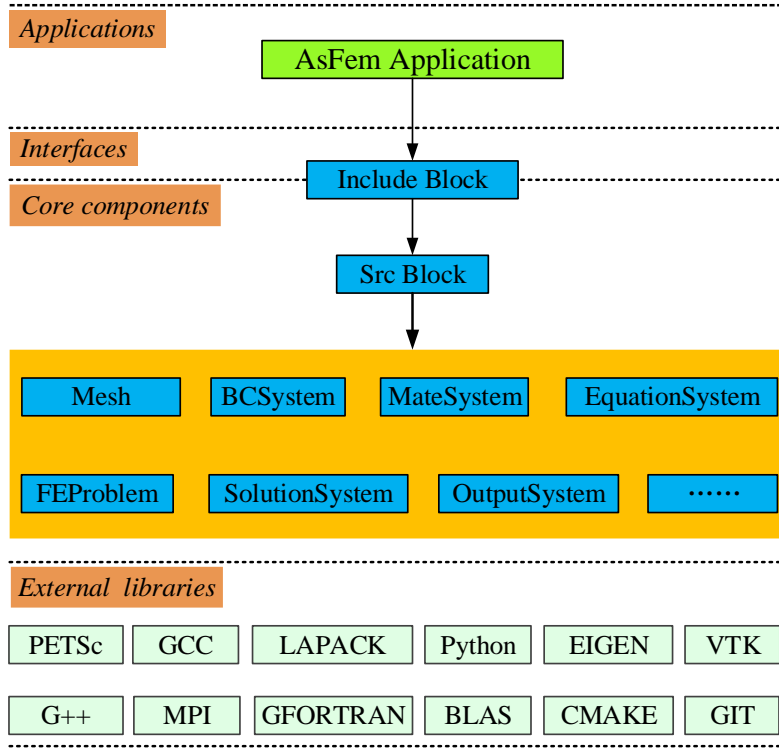 Applications
AsFem Application
Interfaces
Include Block
Core components
Src Block
Mesh BCSystem MateSystem EquationSystem
FEProblem SolutionSystem OutputSystem ······
External libraries
PETSc GCC LAPACK Python EIGEN VTK
G++ MPI GFORTRAN BLAS CMAKE GIT